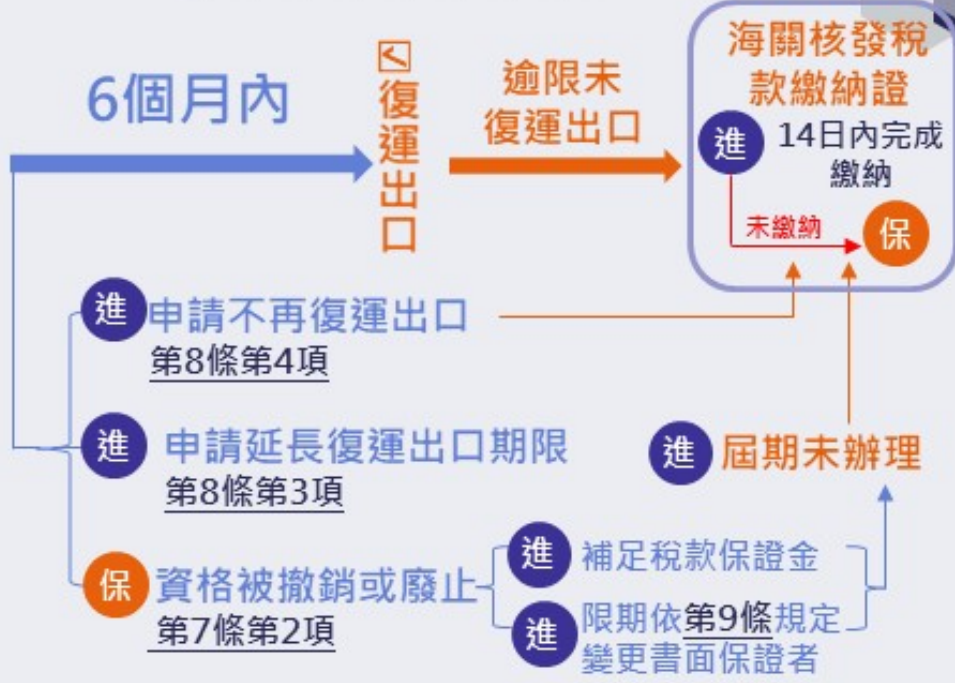 6個月內
☑復運出口
逾限未
復運出口
海關核發稅
款繳納證
進
14日內完成
繳納
未繳納
保
進
申請不再復運出口
第8條第4項
進
申請延長復運出口期限
第8條第3項
進
屆期未辦理
保
資格被撤銷或廢止
第7條第2項
進
補足稅款保證金
進
限期依第9條規定
變更書面保證者